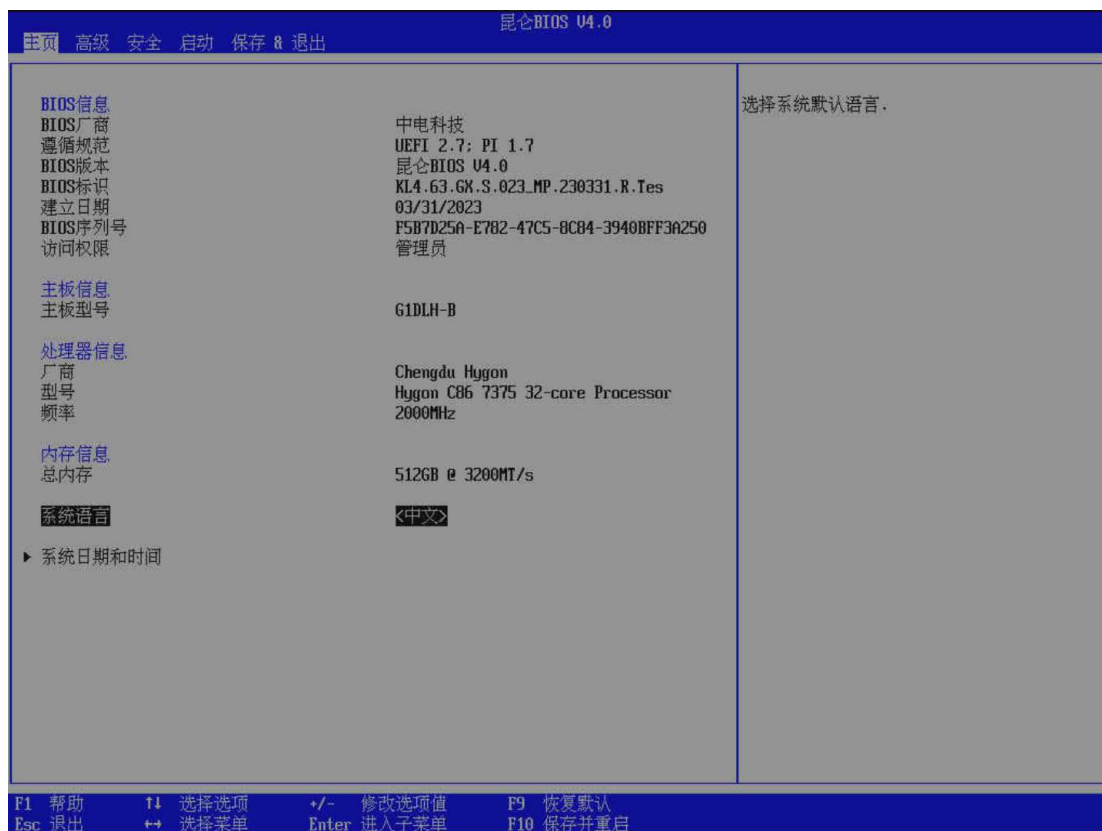 昆仑BIOS V4.0
主页 高级 安全 启动 保存 & 退出
BIOS信息
选择系统默认语言.
BIOS厂商 中电科技
遵循规范 UEFI 2.7; PI 1.7
BIOS版本 昆仑BIOS V4.0
BIOS标识 KL4.63.GX.S.023_MP.230331.R.Tes
建立日期 03/31/2023
BIOS序列号 F5B7D25A-E782-47C5-8C84-3940BFF3A250
访问权限 管理员
主板信息
主板型号 G1DLH-B
处理器信息
厂商 Chengdu Hygon
型号 Hygon C86 7375 32-core Processor
频率 2000MHz
内存信息
总内存 512GB @ 3200MT/s
系统语言 <中文>
▶ 系统日期和时间
F1 帮助 ↑↓ 选择选项 +/- 修改选项值 F9 恢复默认
Esc 退出 ←→ 选择菜单 Enter 进入子菜单 F10 保存并重启